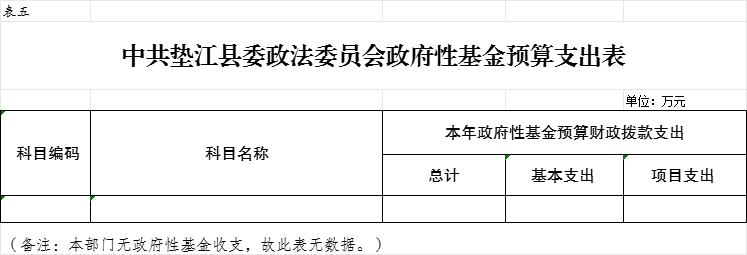 表五
中共垫江县委政法委员会政府性基金预算支出表
单位：万元
科目编码 科目名称 本年政府性基金预算财政拨款支出
总计 基本支出 项目支出
（备注：本部门无政府性基金收支，故此表无数据。）